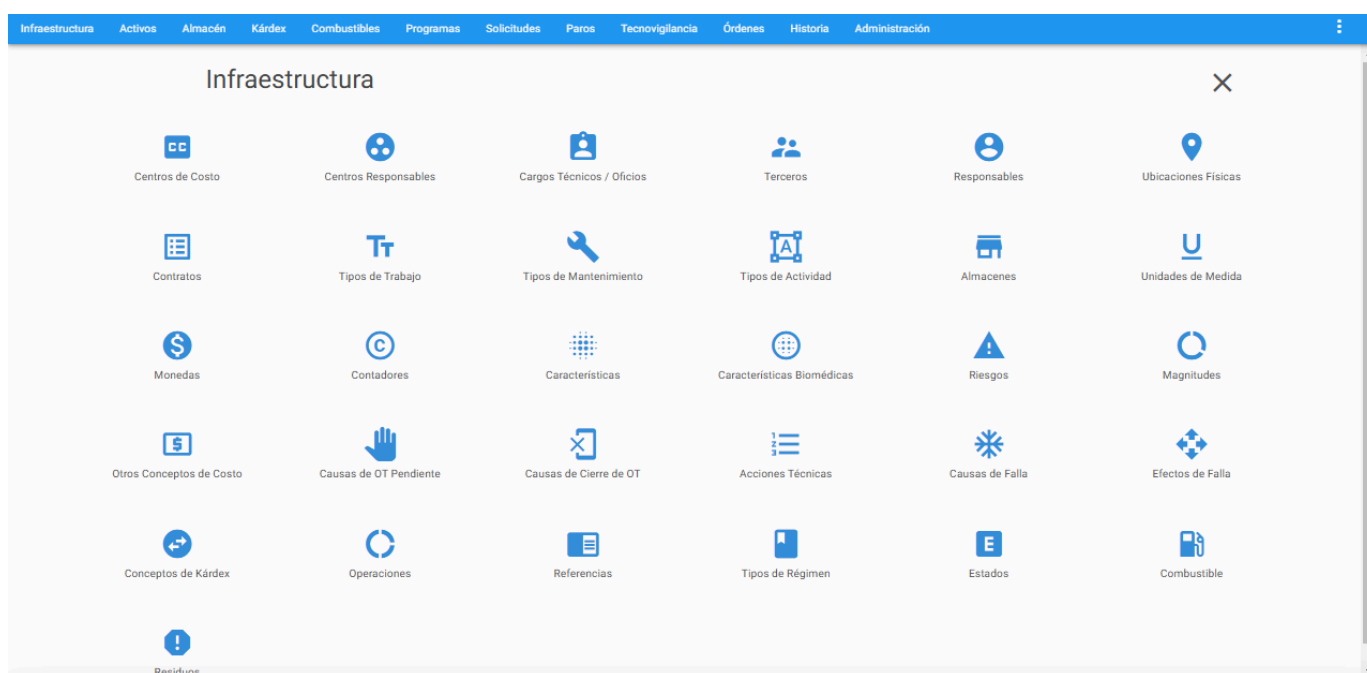 Infraestructura Activos Almacén Kárdex Combustibles Programas Solicitudes Paros Tecnovigilancia Órdenes Historia Administración
Infraestructura
Centros de Costo Centros Responsables Cargos Técnicos / Oficios Terceros Responsables Ubicaciones Físicas
Contratos Tipos de Trabajo Tipos de Mantenimiento Tipos de Actividad Almacenes Unidades de Medida
Monedas Contadores Características Características Biomédicas Riesgos Magnitudes
Otros Conceptos de Costo Causas de OT Pendiente Causas de Cierre de OT Acciones Técnicas Causas de Falla Efectos de Falla
Conceptos de Kárdex Operaciones Referencias Tipos de Régimen Estados Combustible
Residuos